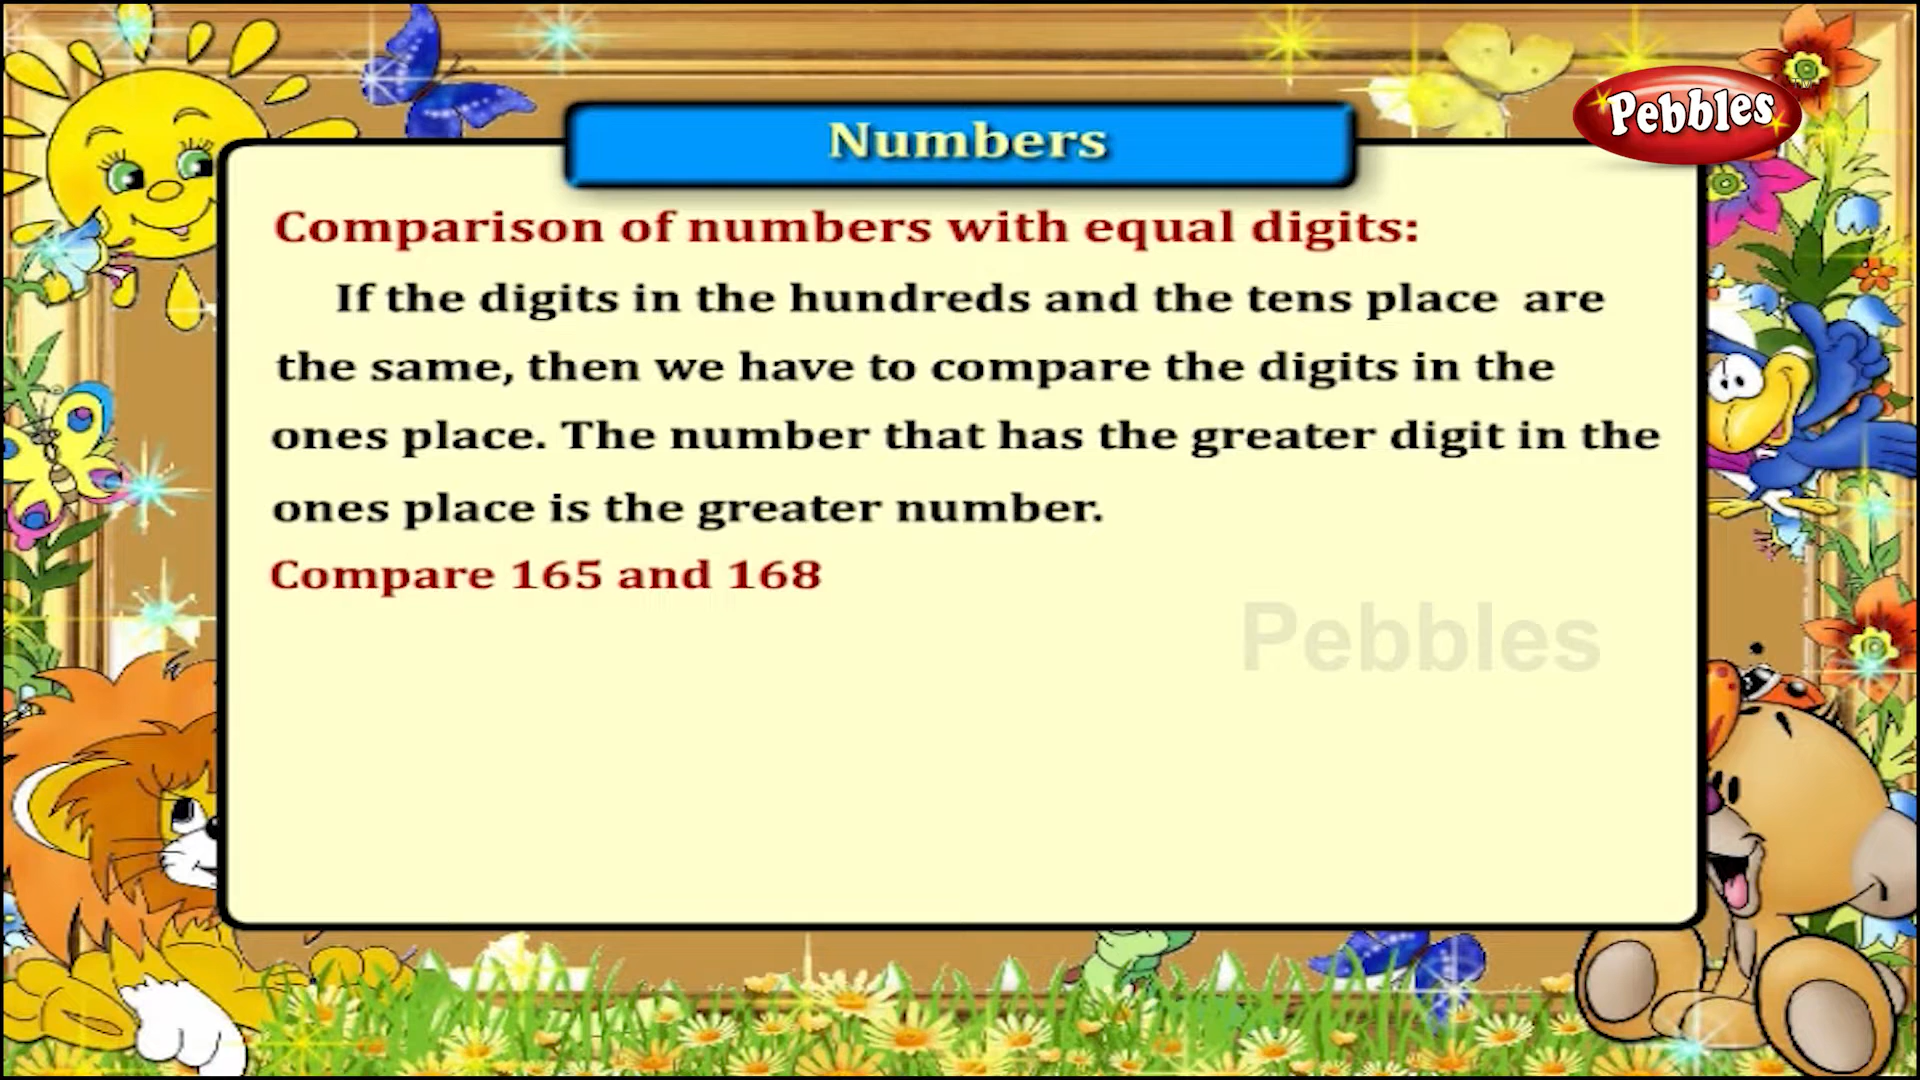 Numbers
Pebbles
Comparison of numbers with equal digits:
If the digits in the hundreds and the tens place are
the same, then we have to compare the digits in the
ones place. The number that has the greater digit in the
ones place is the greater number.
Compare 165 and 168
Pebbles